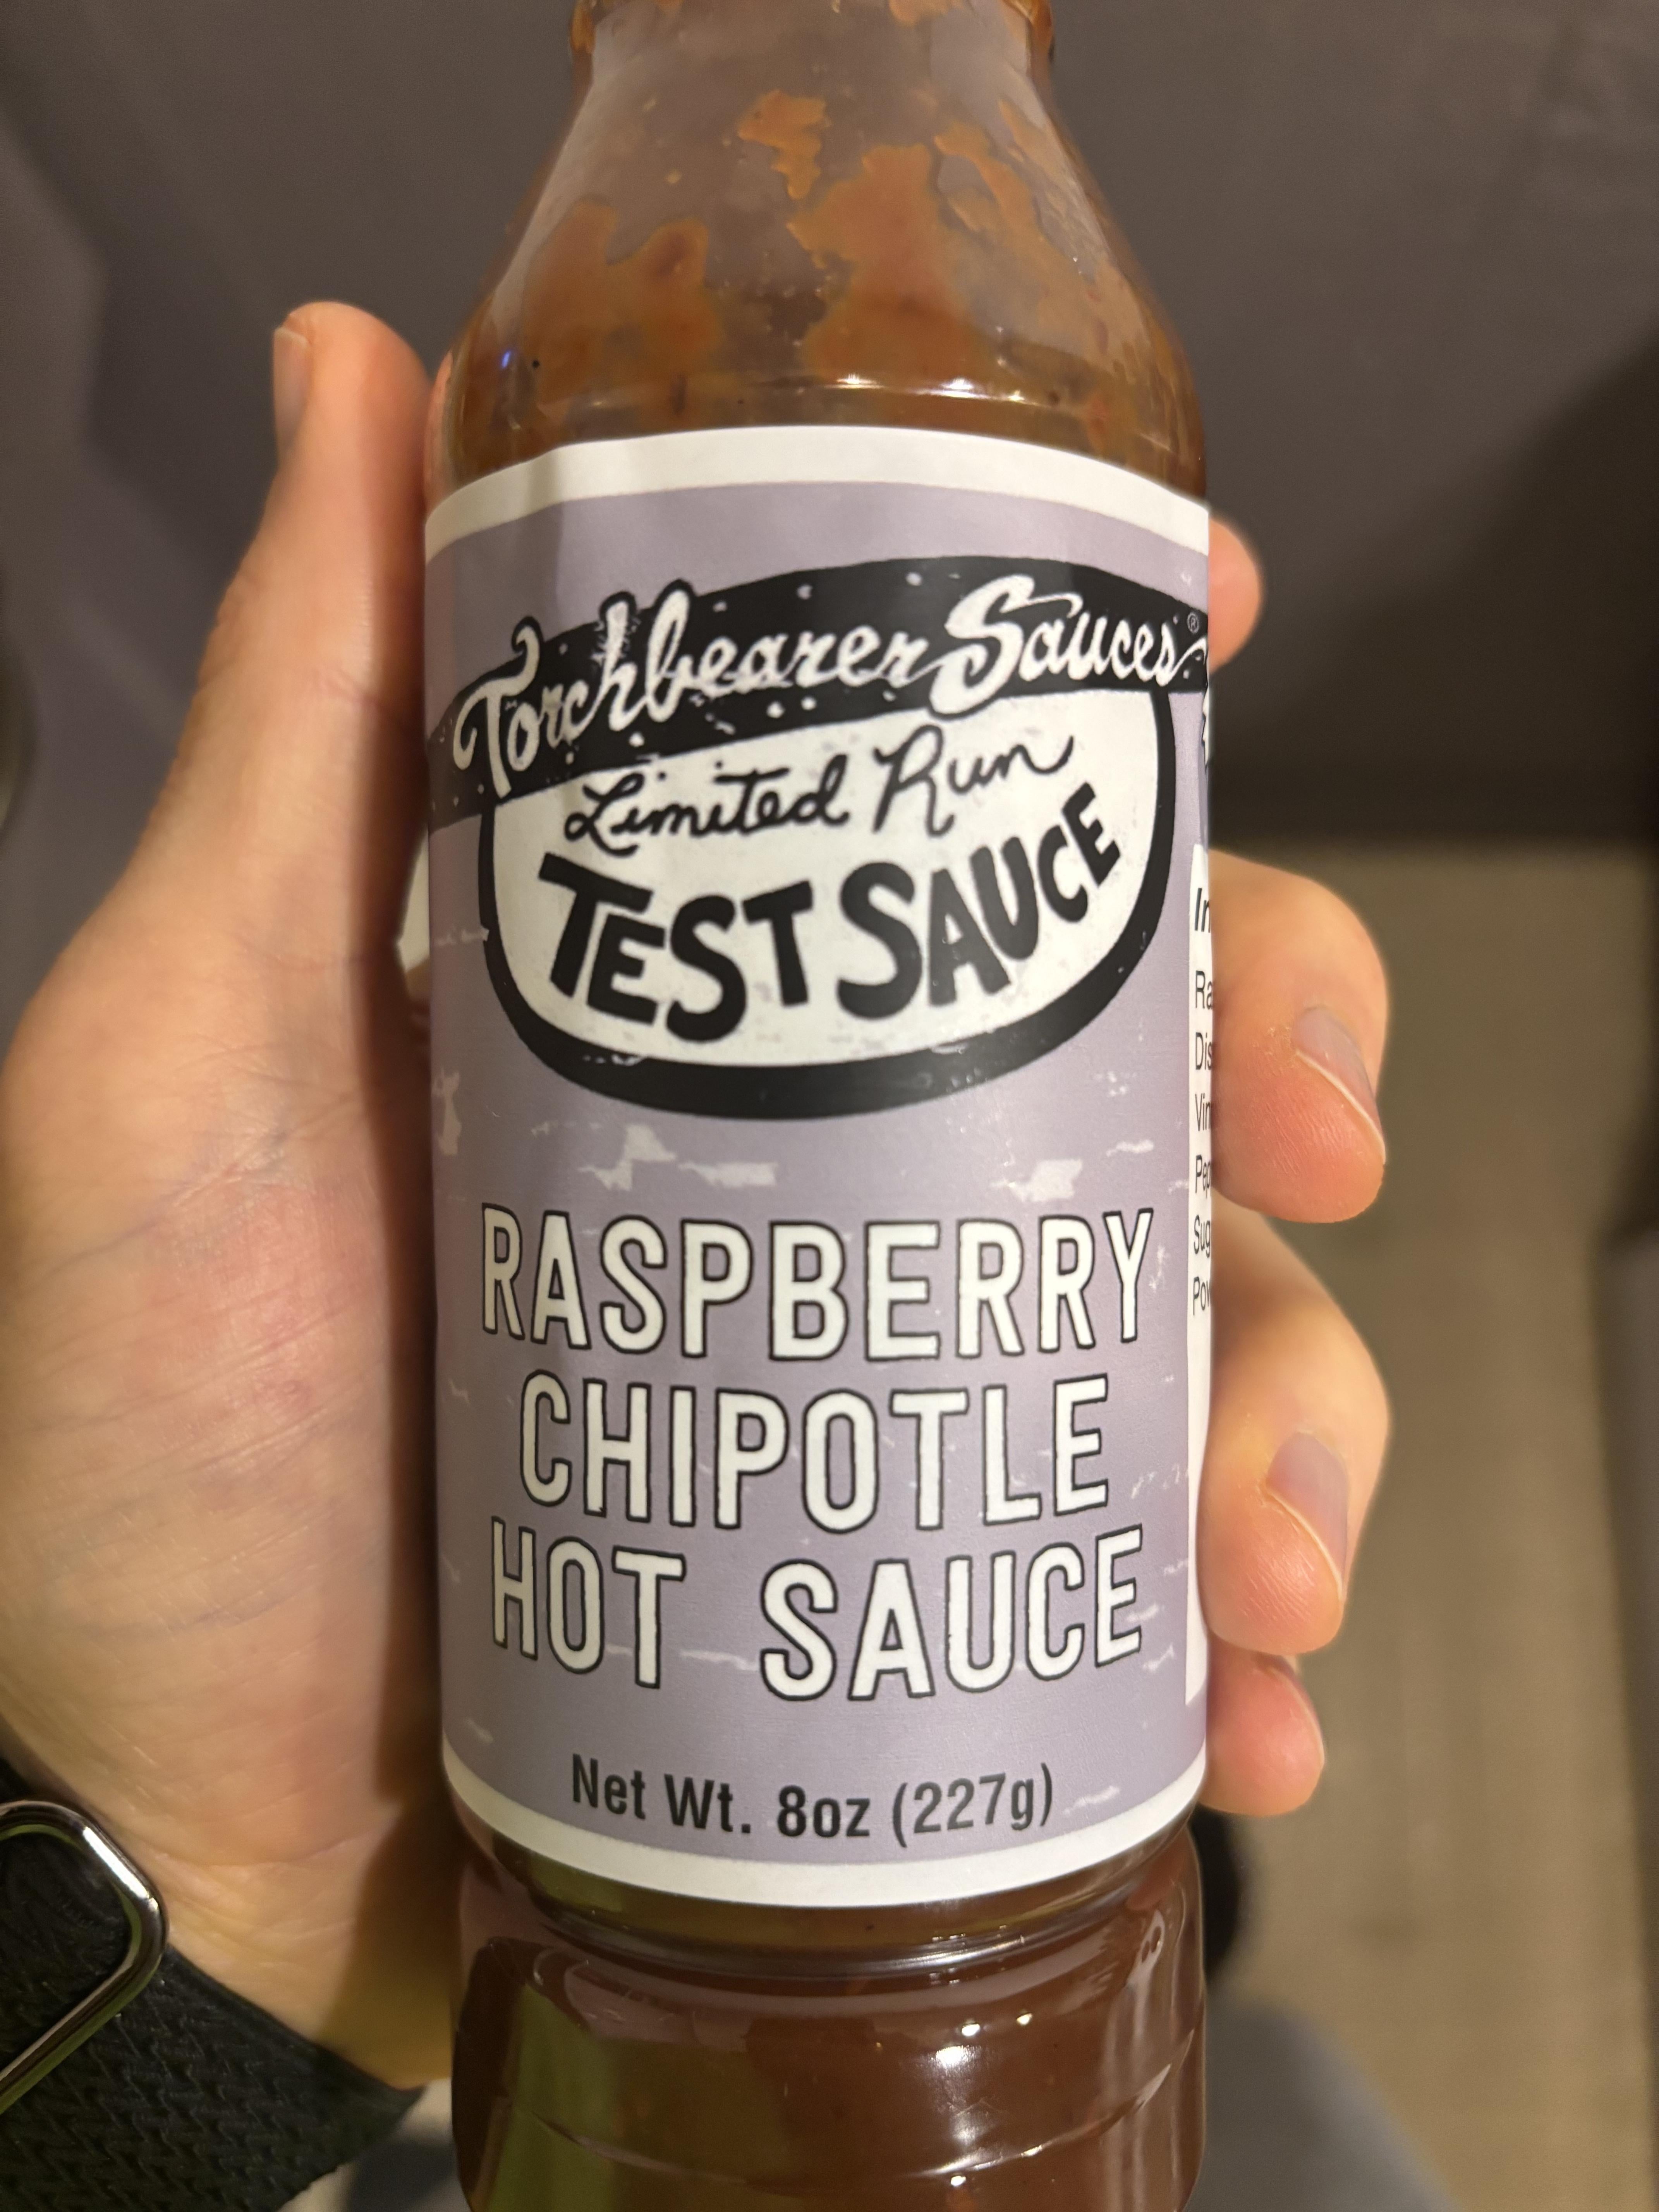 Torchbearer Sauces®
Limited Run
TEST SAUCE
RASPBERRY
CHIPOTLE
HOT SAUCE
Net Wt. 8oz (227g)